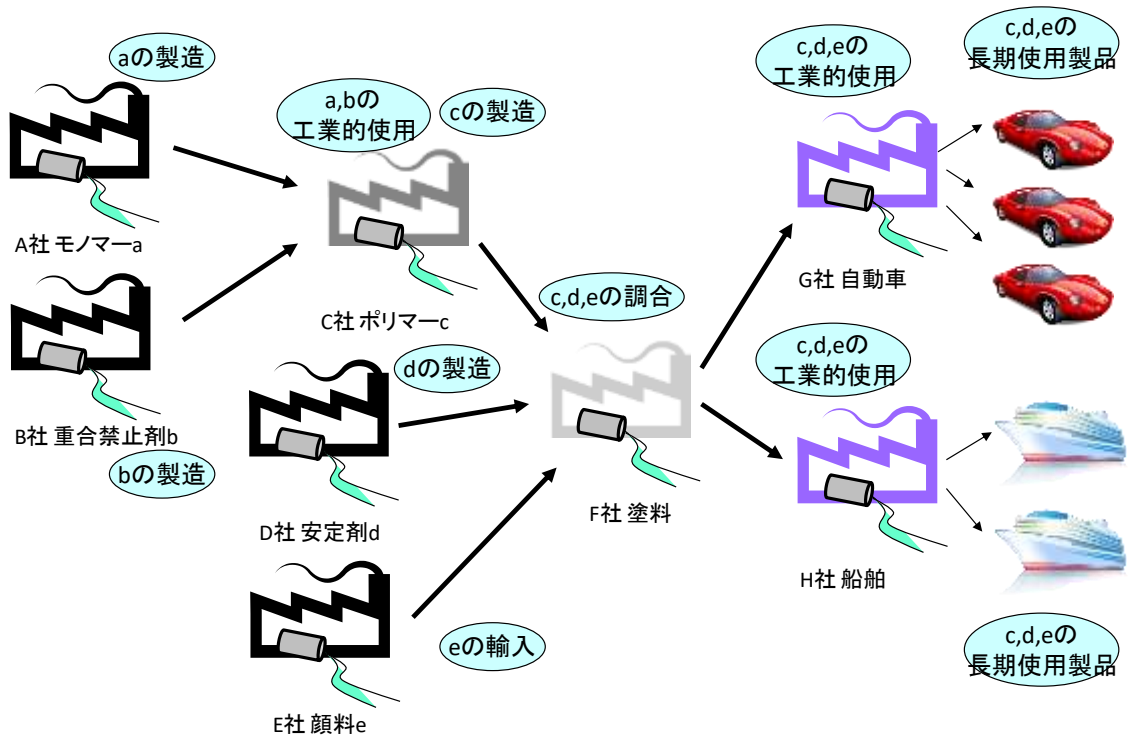 aの製造
A社 モノマーa
B社 重合禁止剤b
bの製造
a,bの
工業的使用
cの製造
C社 ポリマーc
dの製造
D社 安定剤d
E社 顔料e
eの輸入
c,d,eの調合
F社 塗料
c,d,eの
工業的使用
G社 自動車
c,d,eの
長期使用製品
c,d,eの
工業的使用
H社 船舶
c,d,eの
長期使用製品